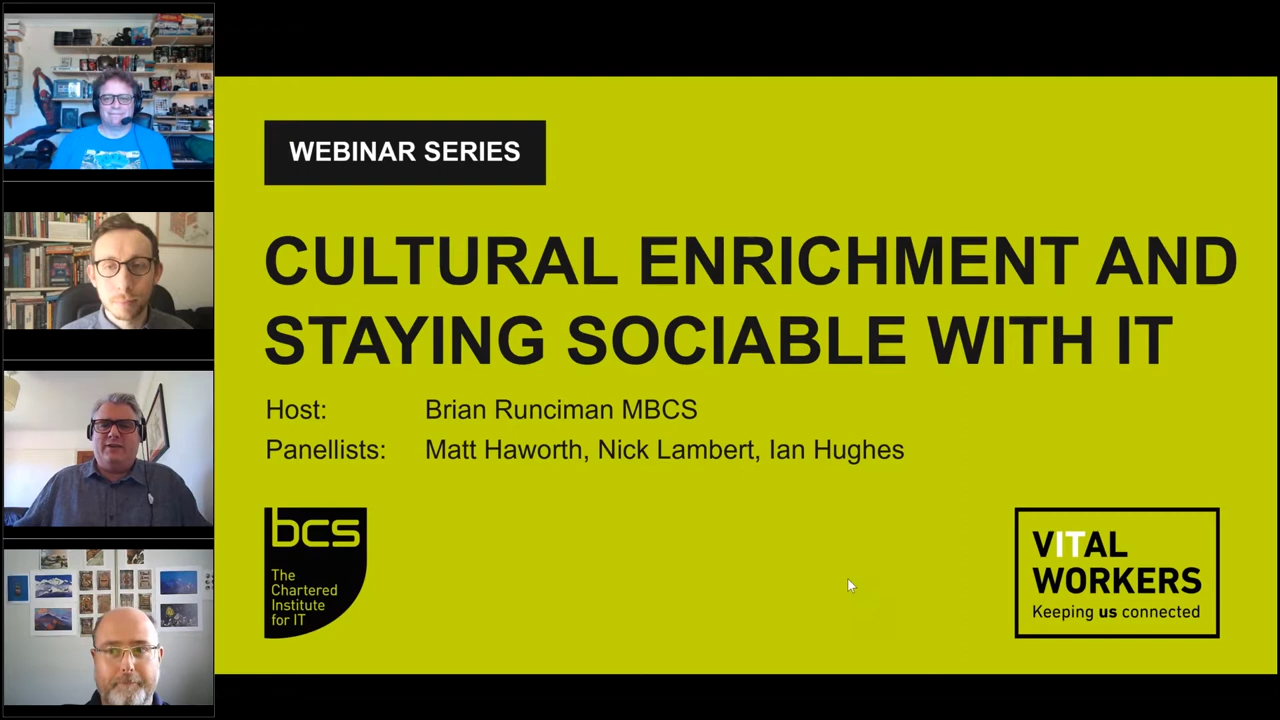 WEBINAR SERIES
CULTURAL ENRICHMENT AND
STAYING SOCIABLE WITH IT
Host: Brian Runciman MBCS
Panellists: Matt Haworth, Nick Lambert, Ian Hughes
bcs
The
Chartered
Institute
for IT
VITAL
WORKERS
Keeping us connected